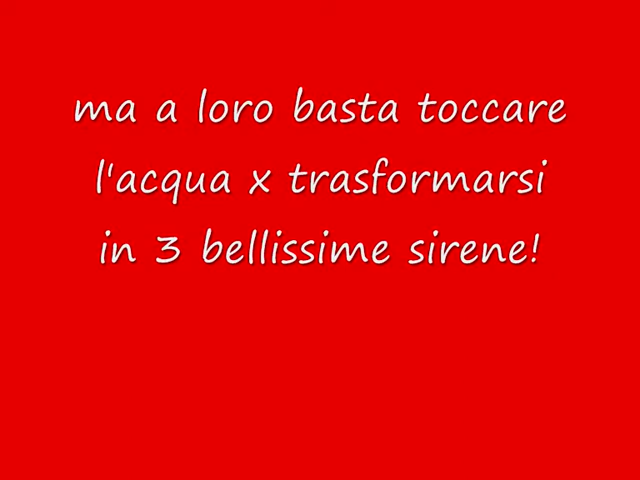 ma a loro basta toccare
l'acqua x trasformarsi
in 3 bellissime sirene!